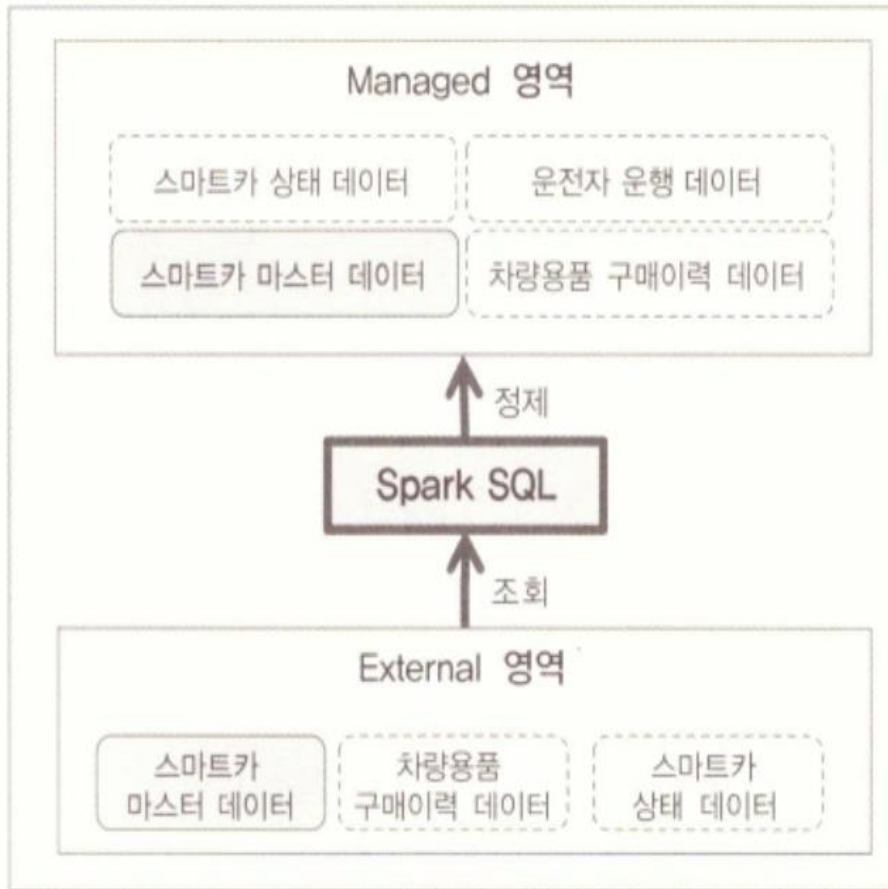 Managed 영역
스마트카 상태 데이터
운전자 운행 데이터
스마트카 마스터 데이터
차량용품 구매이력 데이터
정제
Spark SQL
조회
External 영역
스마트카
마스터 데이터
차량용품
구매이력 데이터
스마트카
상태 데이터